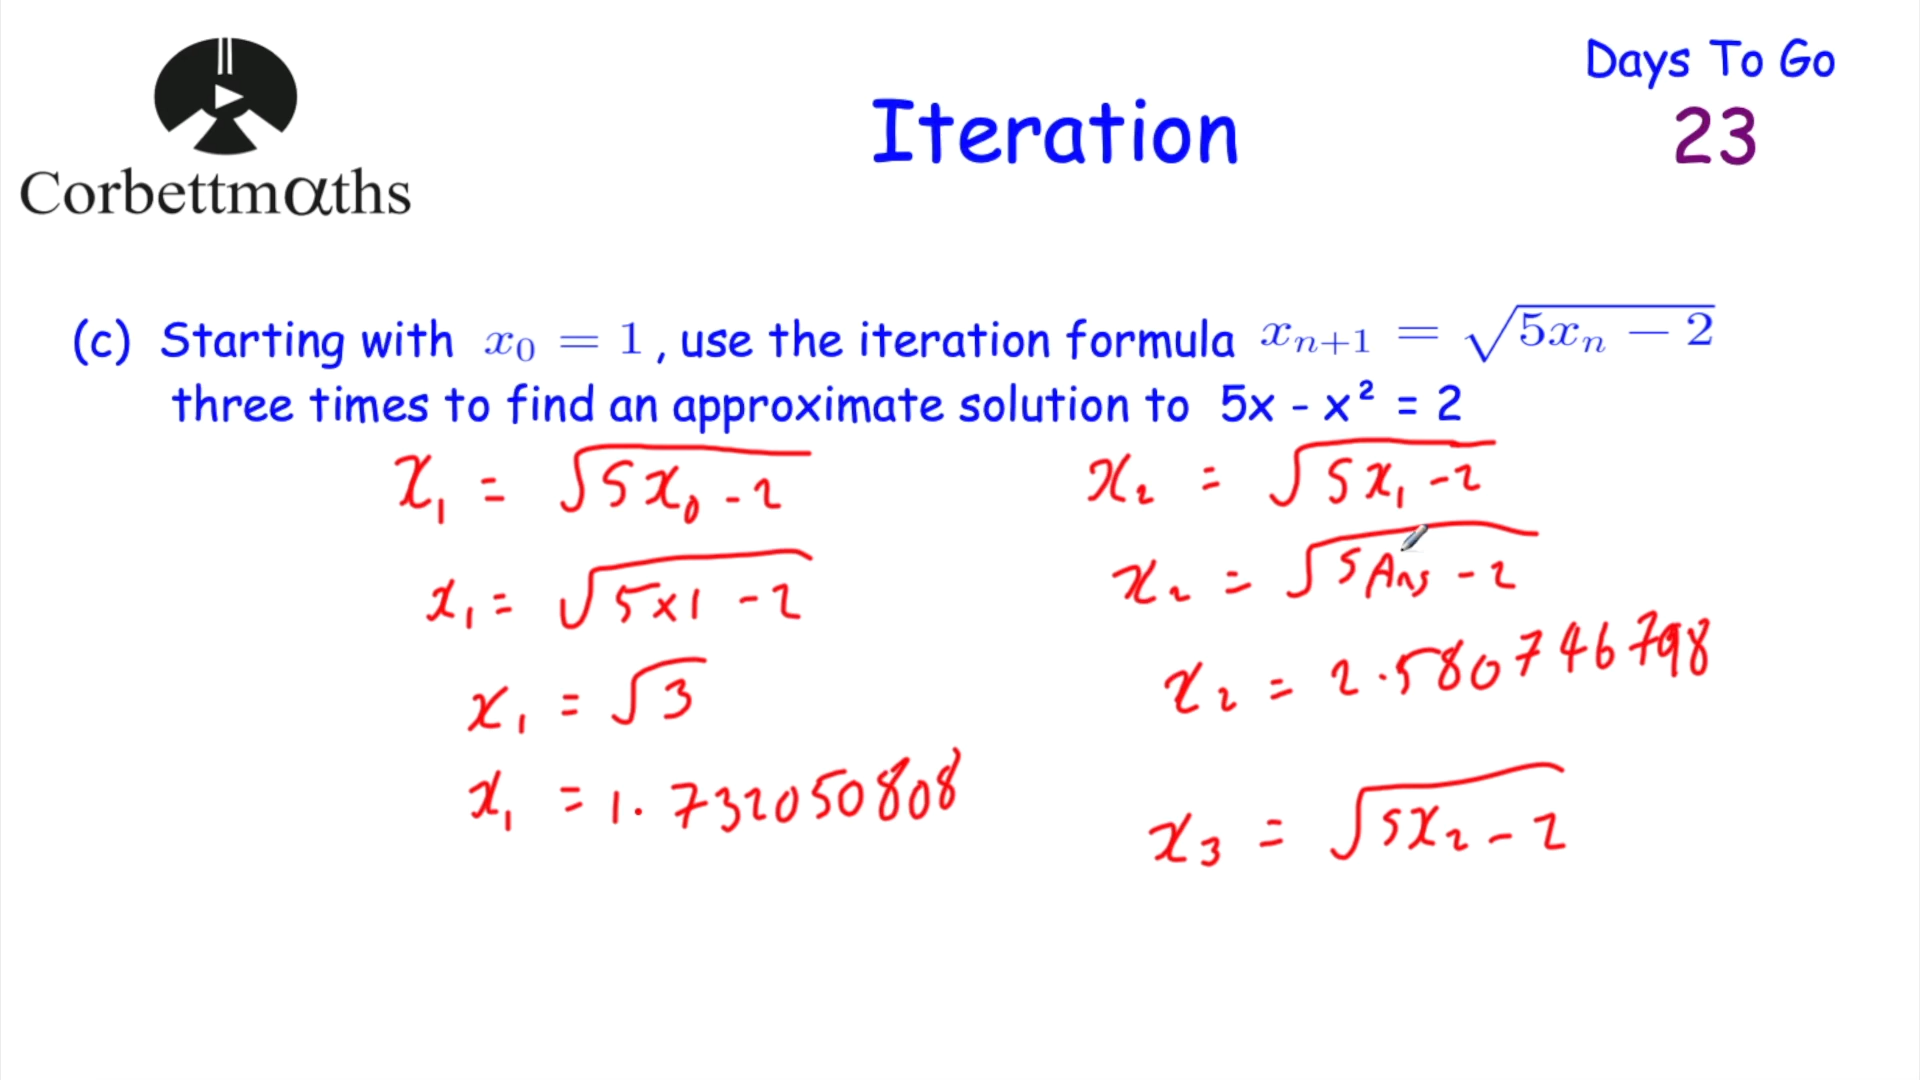 Corbettmαths
Iteration
Days To Go
23
(c) Starting with x₀ = 1, use the iteration formula xₙ₊₁ = √(5xₙ − 2)
three times to find an approximate solution to 5x - x² = 2
x₁ = √(5x₀ - 2)
x₁ = √(5×1 - 2)
x₁ = √3
x₁ = 1.732050808
x₂ = √(5x₁ - 2)
x₂ = √(5Ans - 2)
x₂ = 2.580746798
x₃ = √(5x₂ - 2)